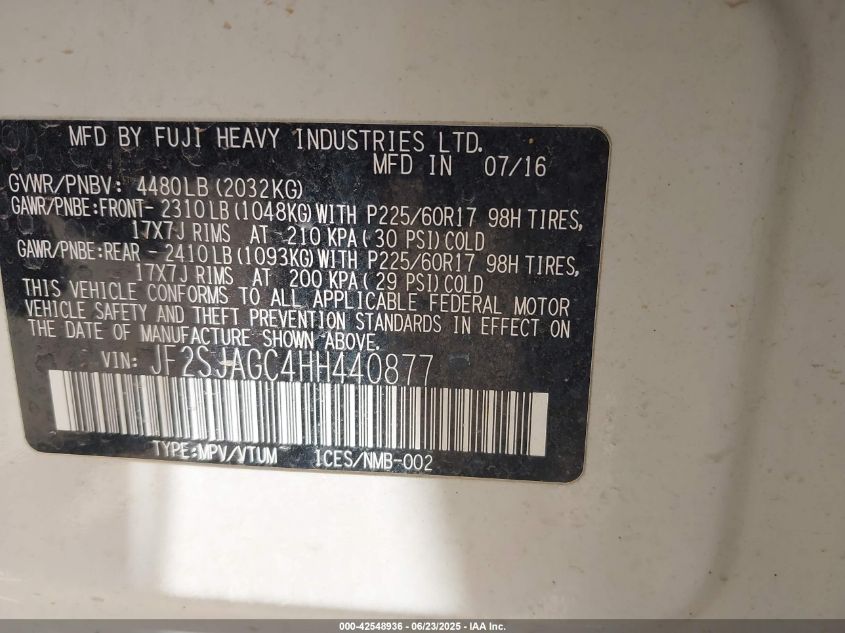 MFD BY FUJI HEAVY INDUSTRIES LTD.
MFD IN 07/16
GVWR/PNBV: 4480LB (2032KG)
GAWR/PNBE:FRONT- 2310LB (1048KG) WITH P225/60R17 98H TIRES,
17X7J RIMS AT 210 KPA (30 PSI) COLD
GAWR/PNBE:REAR - 2410LB (1093KG) WITH P225/60R17 98H TIRES,
17X7J RIMS AT 200 KPA (29 PSI) COLD
THIS VEHICLE CONFORMS TO ALL APPLICABLE FEDERAL MOTOR
VEHICLE SAFETY AND THEFT PREVENTION STANDARDS IN EFFECT ON
THE DATE OF MANUFACTURE SHOWN ABOVE.
VIN: JF2SJAGC4HH440877
TYPE:MPV/VTUM ICES/NMB-002
000-42548936 - 06/23/2025 - IAA Inc.